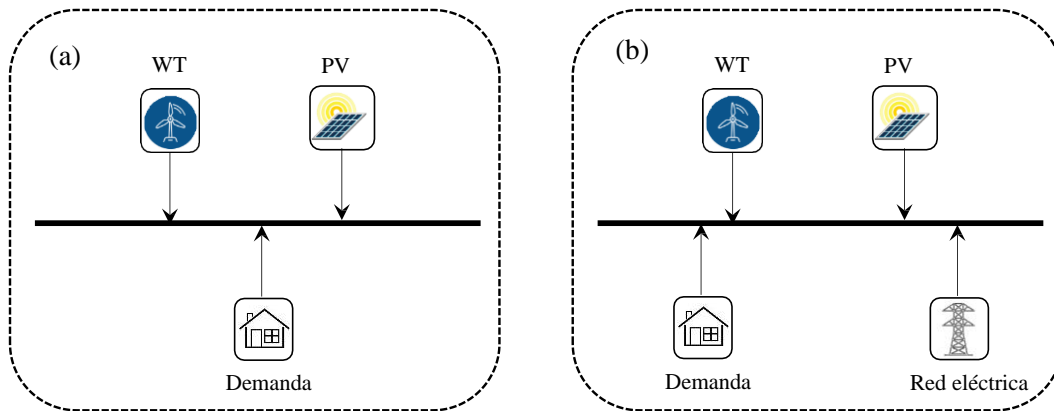 (a)
WT
PV
Demanda
(b)
WT
PV
Demanda
Red eléctrica